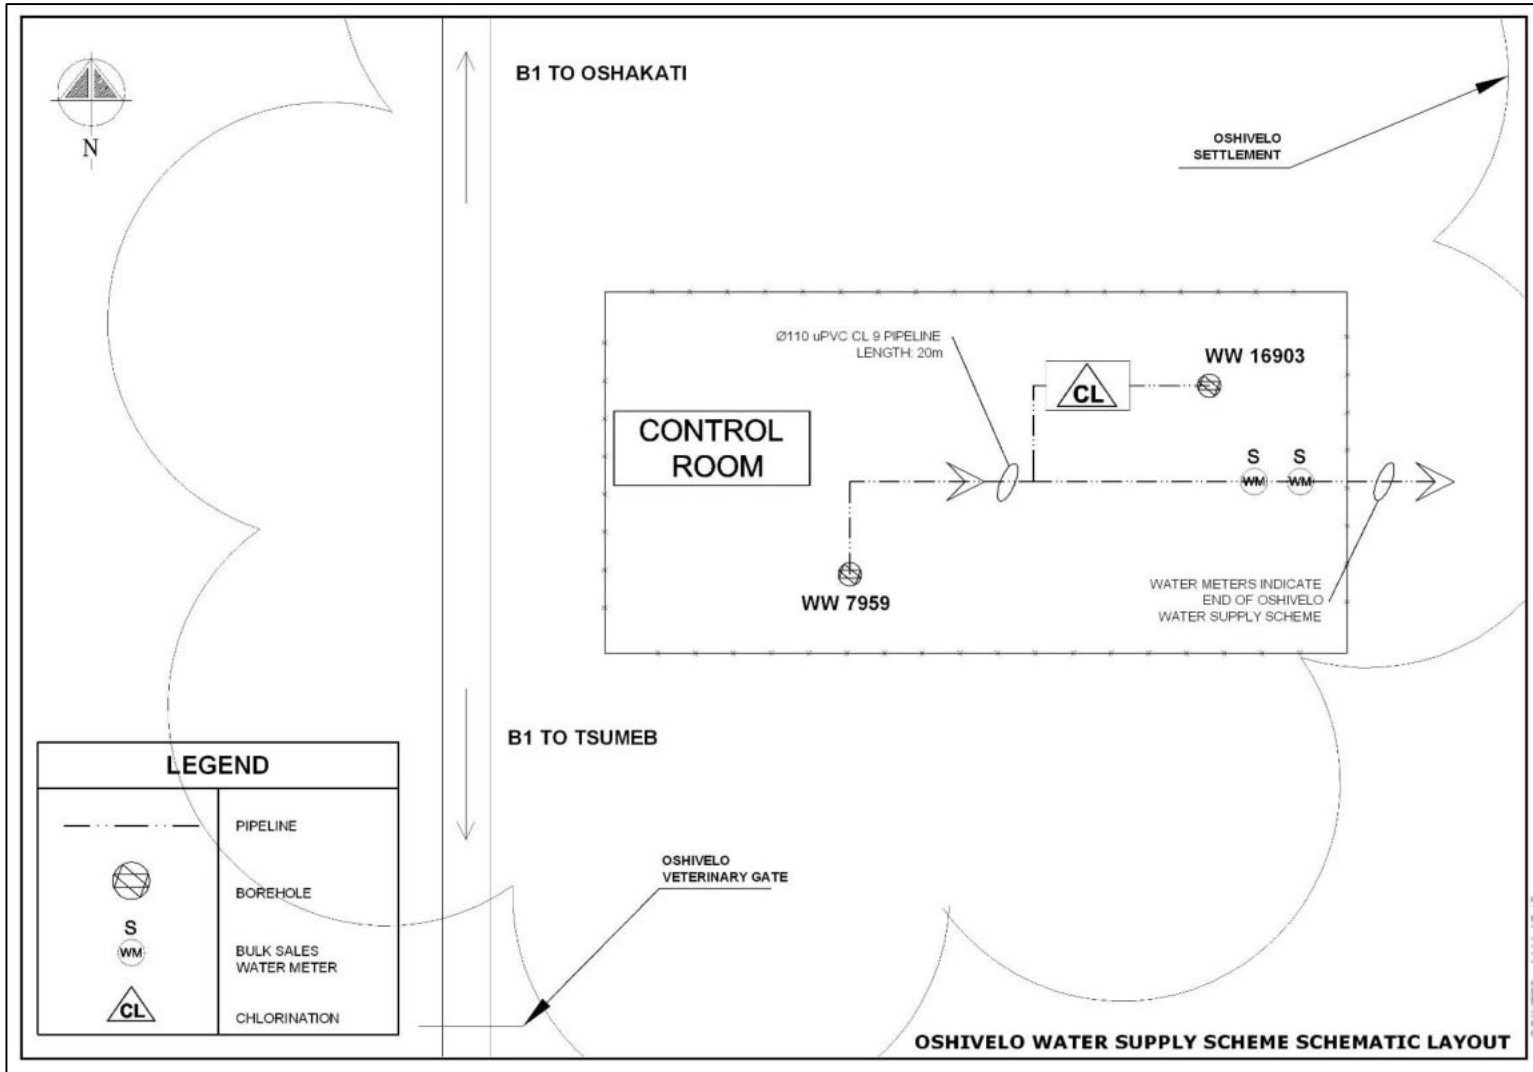 N
B1 TO OSHAKATI
OSHIVELO
SETTLEMENT
Ø110 uPVC CL 9 PIPELINE
LENGTH: 20m
WW 16903
CL
CONTROL
ROOM
S
S
WM
WM
WW 7959
WATER METERS INDICATE
END OF OSHIVELO
WATER SUPPLY SCHEME
B1 TO TSUMEB
LEGEND
PIPELINE
BOREHOLE
S
WM
BULK SALES
WATER METER
CL
CHLORINATION
OSHIVELO
VETERINARY GATE
OSHIVELO WATER SUPPLY SCHEME SCHEMATIC LAYOUT